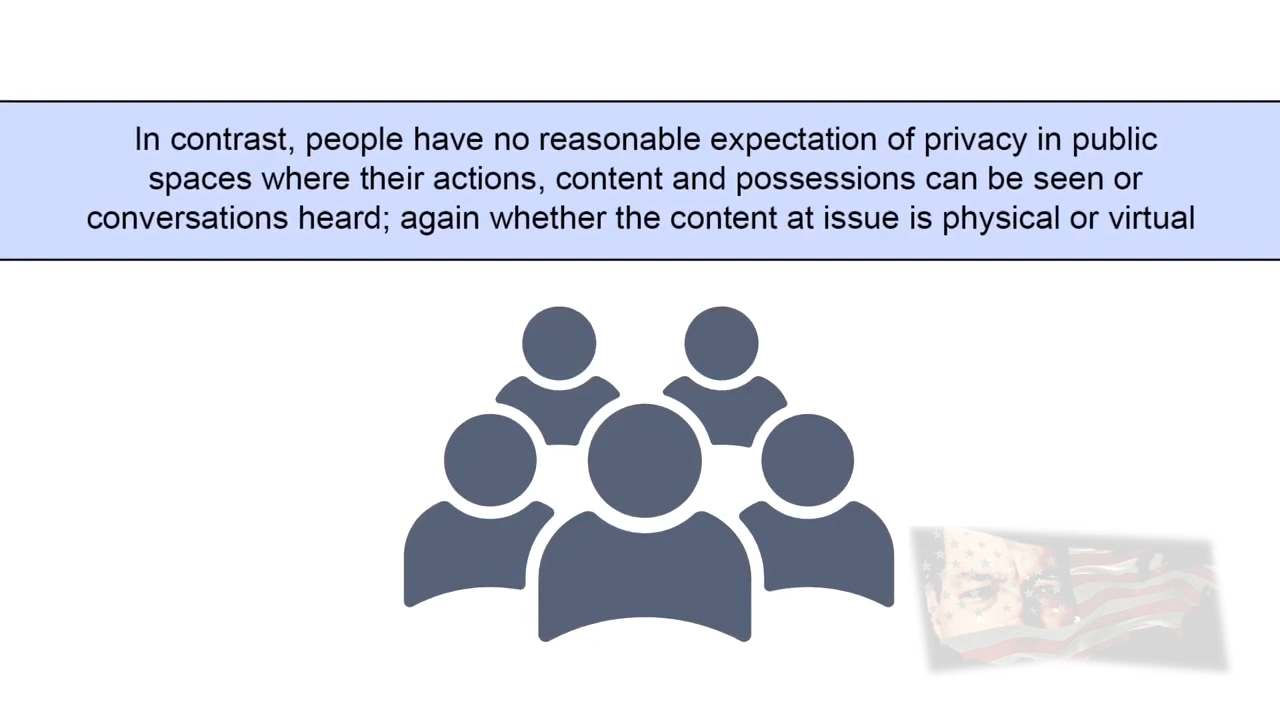 In contrast, people have no reasonable expectation of privacy in public
spaces where their actions, content and possessions can be seen or
conversations heard; again whether the content at issue is physical or virtual